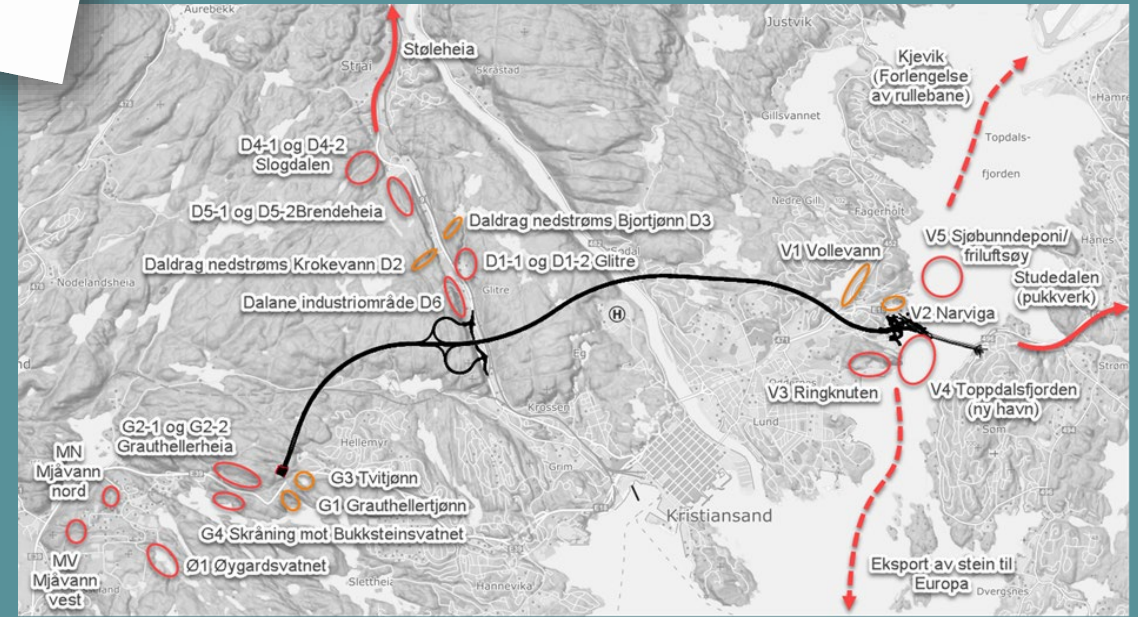 Aurebekk
Justvik
Støleheia
Strai
Skråstad
Kjevik
(Forlengelse
av rullebane)
Hamre
Gillsvannet
Topdals-
fjorden
D4-1 og D4-2
Slogdalen
Nedre Gill
Fagerholt
D5-1 og D5-2Brendeheia
Daldrag nedstrøms Bjortjønn D3
V5 Sjøbunndeponi/
friluftsøy
Hånes
V1 Vollevann
Daldrag nedstrøms Krokevann D2
D1-1 og D1-2 Glitre
Studedalen
(pukkverk)
Nodelandsheia
Glitre
Dalane industriområde D6
H
V2 Narviga
Eg
Strøm
V3 Ringknuten
V4 Toppdalsfjorden
(ny havn)
Krossen
Lund
Søm
G2-1 og G2-2
Grauthellerheia
Hellemyr
MN
Mjåvann
nord
Grim
G3 Tvitjønn
G1 Grauthellertjønn
Kristiansand
G4 Skråning mot Bukksteinsvatnet
MV
Mjåvann
vest
Ø1 Øygardsvatnet
Slettheia
Hannevika
Eksport av stein til
Europa
Dvergsnes